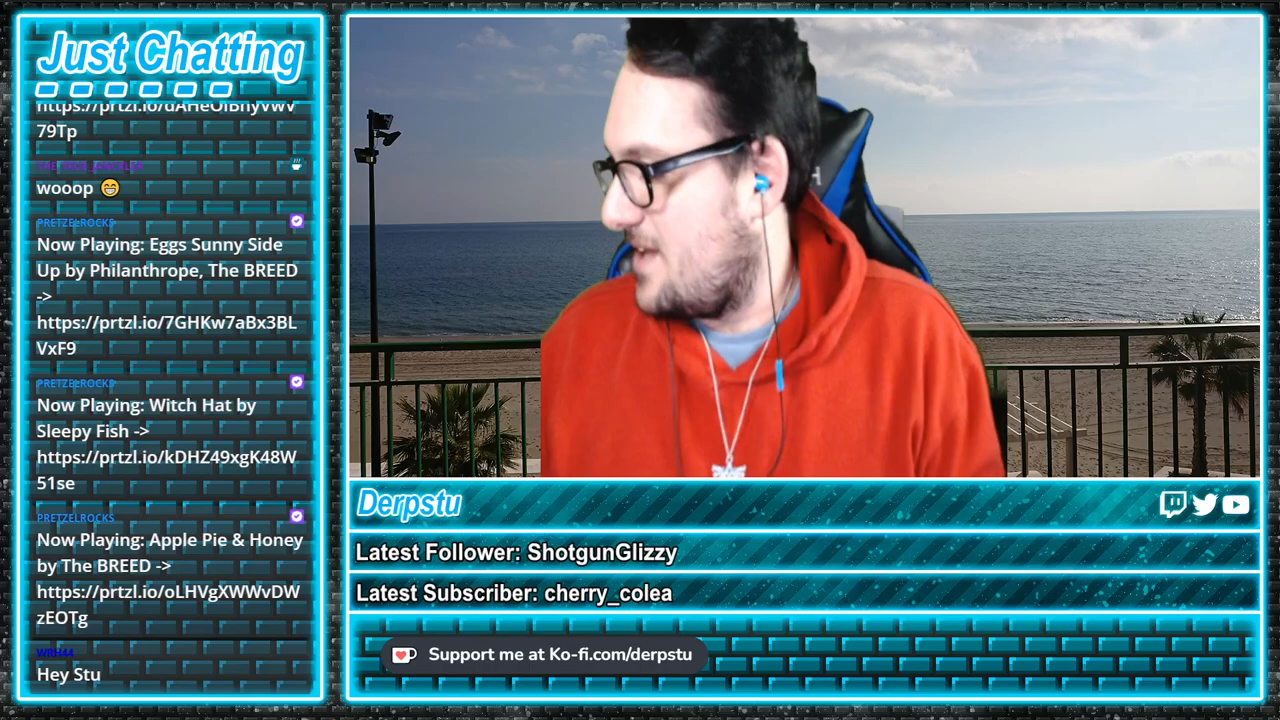 Just Chatting
79Tp
wooop
PRETZELROCKS
Now Playing: Eggs Sunny Side
Up by Philanthrope, The BREED
->
https://prtzl.io/7GHKw7aBx3BL
VxF9
PRETZELROCKS
Now Playing: Witch Hat by
Sleepy Fish ->
https://prtzl.io/kDHZ49xgK48W
51se
PRETZELROCKS
Now Playing: Apple Pie & Honey
by The BREED ->
https://prtzl.io/oLHVgXWWvDW
zEOTg
WRH44
Hey Stu
H
Derpstu
Latest Follower: ShotgunGlizzy
Latest Subscriber: cherry_colea
Support me at Ko-fi.com/derpstu